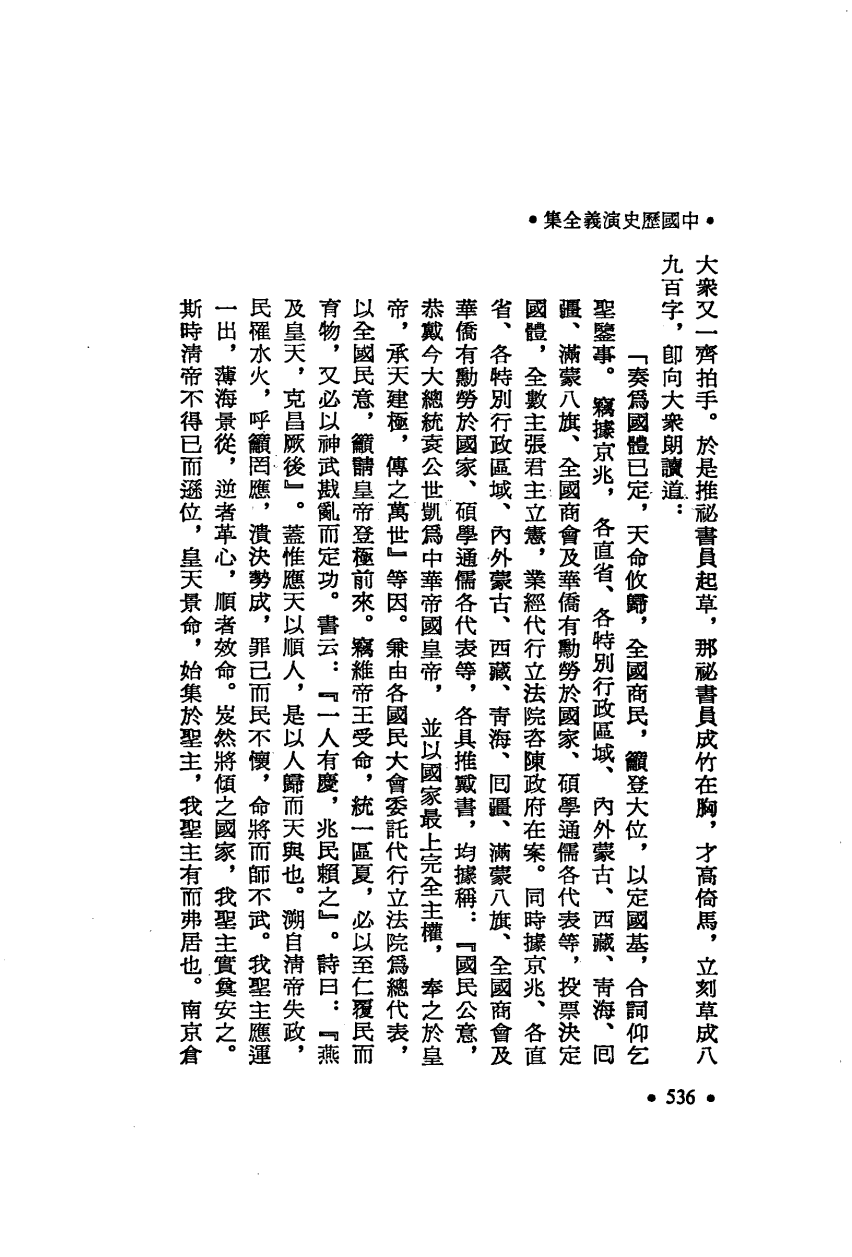 •中國歷史演義全集•
大衆又一齊拍手。於是推祕書員起草，那祕書員成竹在胸，才高倚馬，立刻草成八
九百字，卽向大衆朗讀道：
「奏爲國體已定，天命攸歸，全國商民，籲登大位，以定國基，合詞仰乞
聖鑒事。竊據京兆，各直省、各特別行政區域、內外蒙古、西藏、靑海、回
疆、滿蒙八旗、全國商會及華僑有勳勞於國家、碩學通儒各代表等，投票決定
國體，全數主張君主立憲，業經代行立法院咨陳政府在案。同時據京兆、各直
省、各特別行政區域、內外蒙古、西藏、靑海、回疆、滿蒙八旗、全國商會及
華僑有勳勞於國家、碩學通儒各代表等，各具推戴書，均據稱：『國民公意，
恭戴今大總統袁公世凱爲中華帝國皇帝，並以國家最上完全主權，奉之於皇
帝，承天建極，傳之萬世』等因。兼由各國民大會委託代行立法院爲總代表，
以全國民意，籲請皇帝登極前來。竊維帝王受命，統一區夏，必以至仁覆民而
育物，又必以神武戡亂而定功。書云：『一人有慶，兆民賴之』。詩曰：『燕
及皇天，克昌厥後』。蓋惟應天以順人，是以人歸而天與也。溯自淸帝失政，
民罹水火，呼籲罔應，潰決勢成，罪己而民不懷，命將而師不武。我聖主應運
一出，薄海景從，逆者革心，順者效命。岌然將傾之國家，我聖主實奠安之。
斯時淸帝不得已而遜位，皇天景命，始集於聖主，我聖主有而弗居也。南京倉
•536•